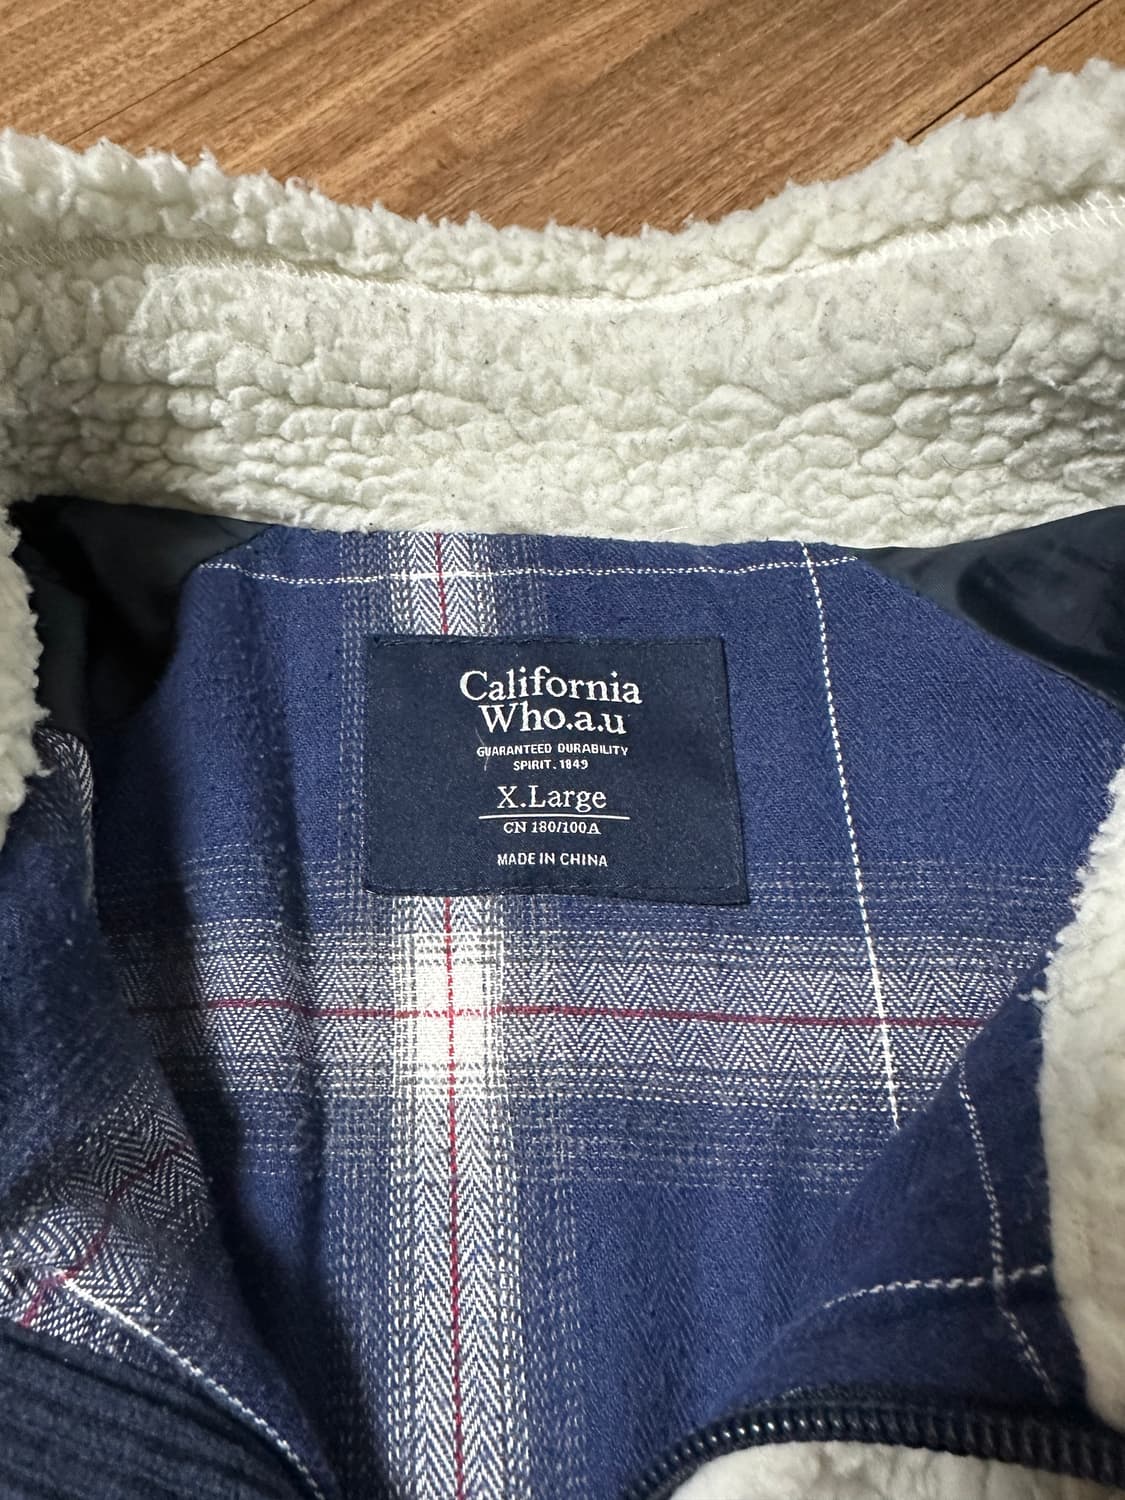 California
Who.a.u
GUARANTEED DURABILITY
SPIRIT. 1849
X.Large
CN 180/100A
MADE IN CHINA